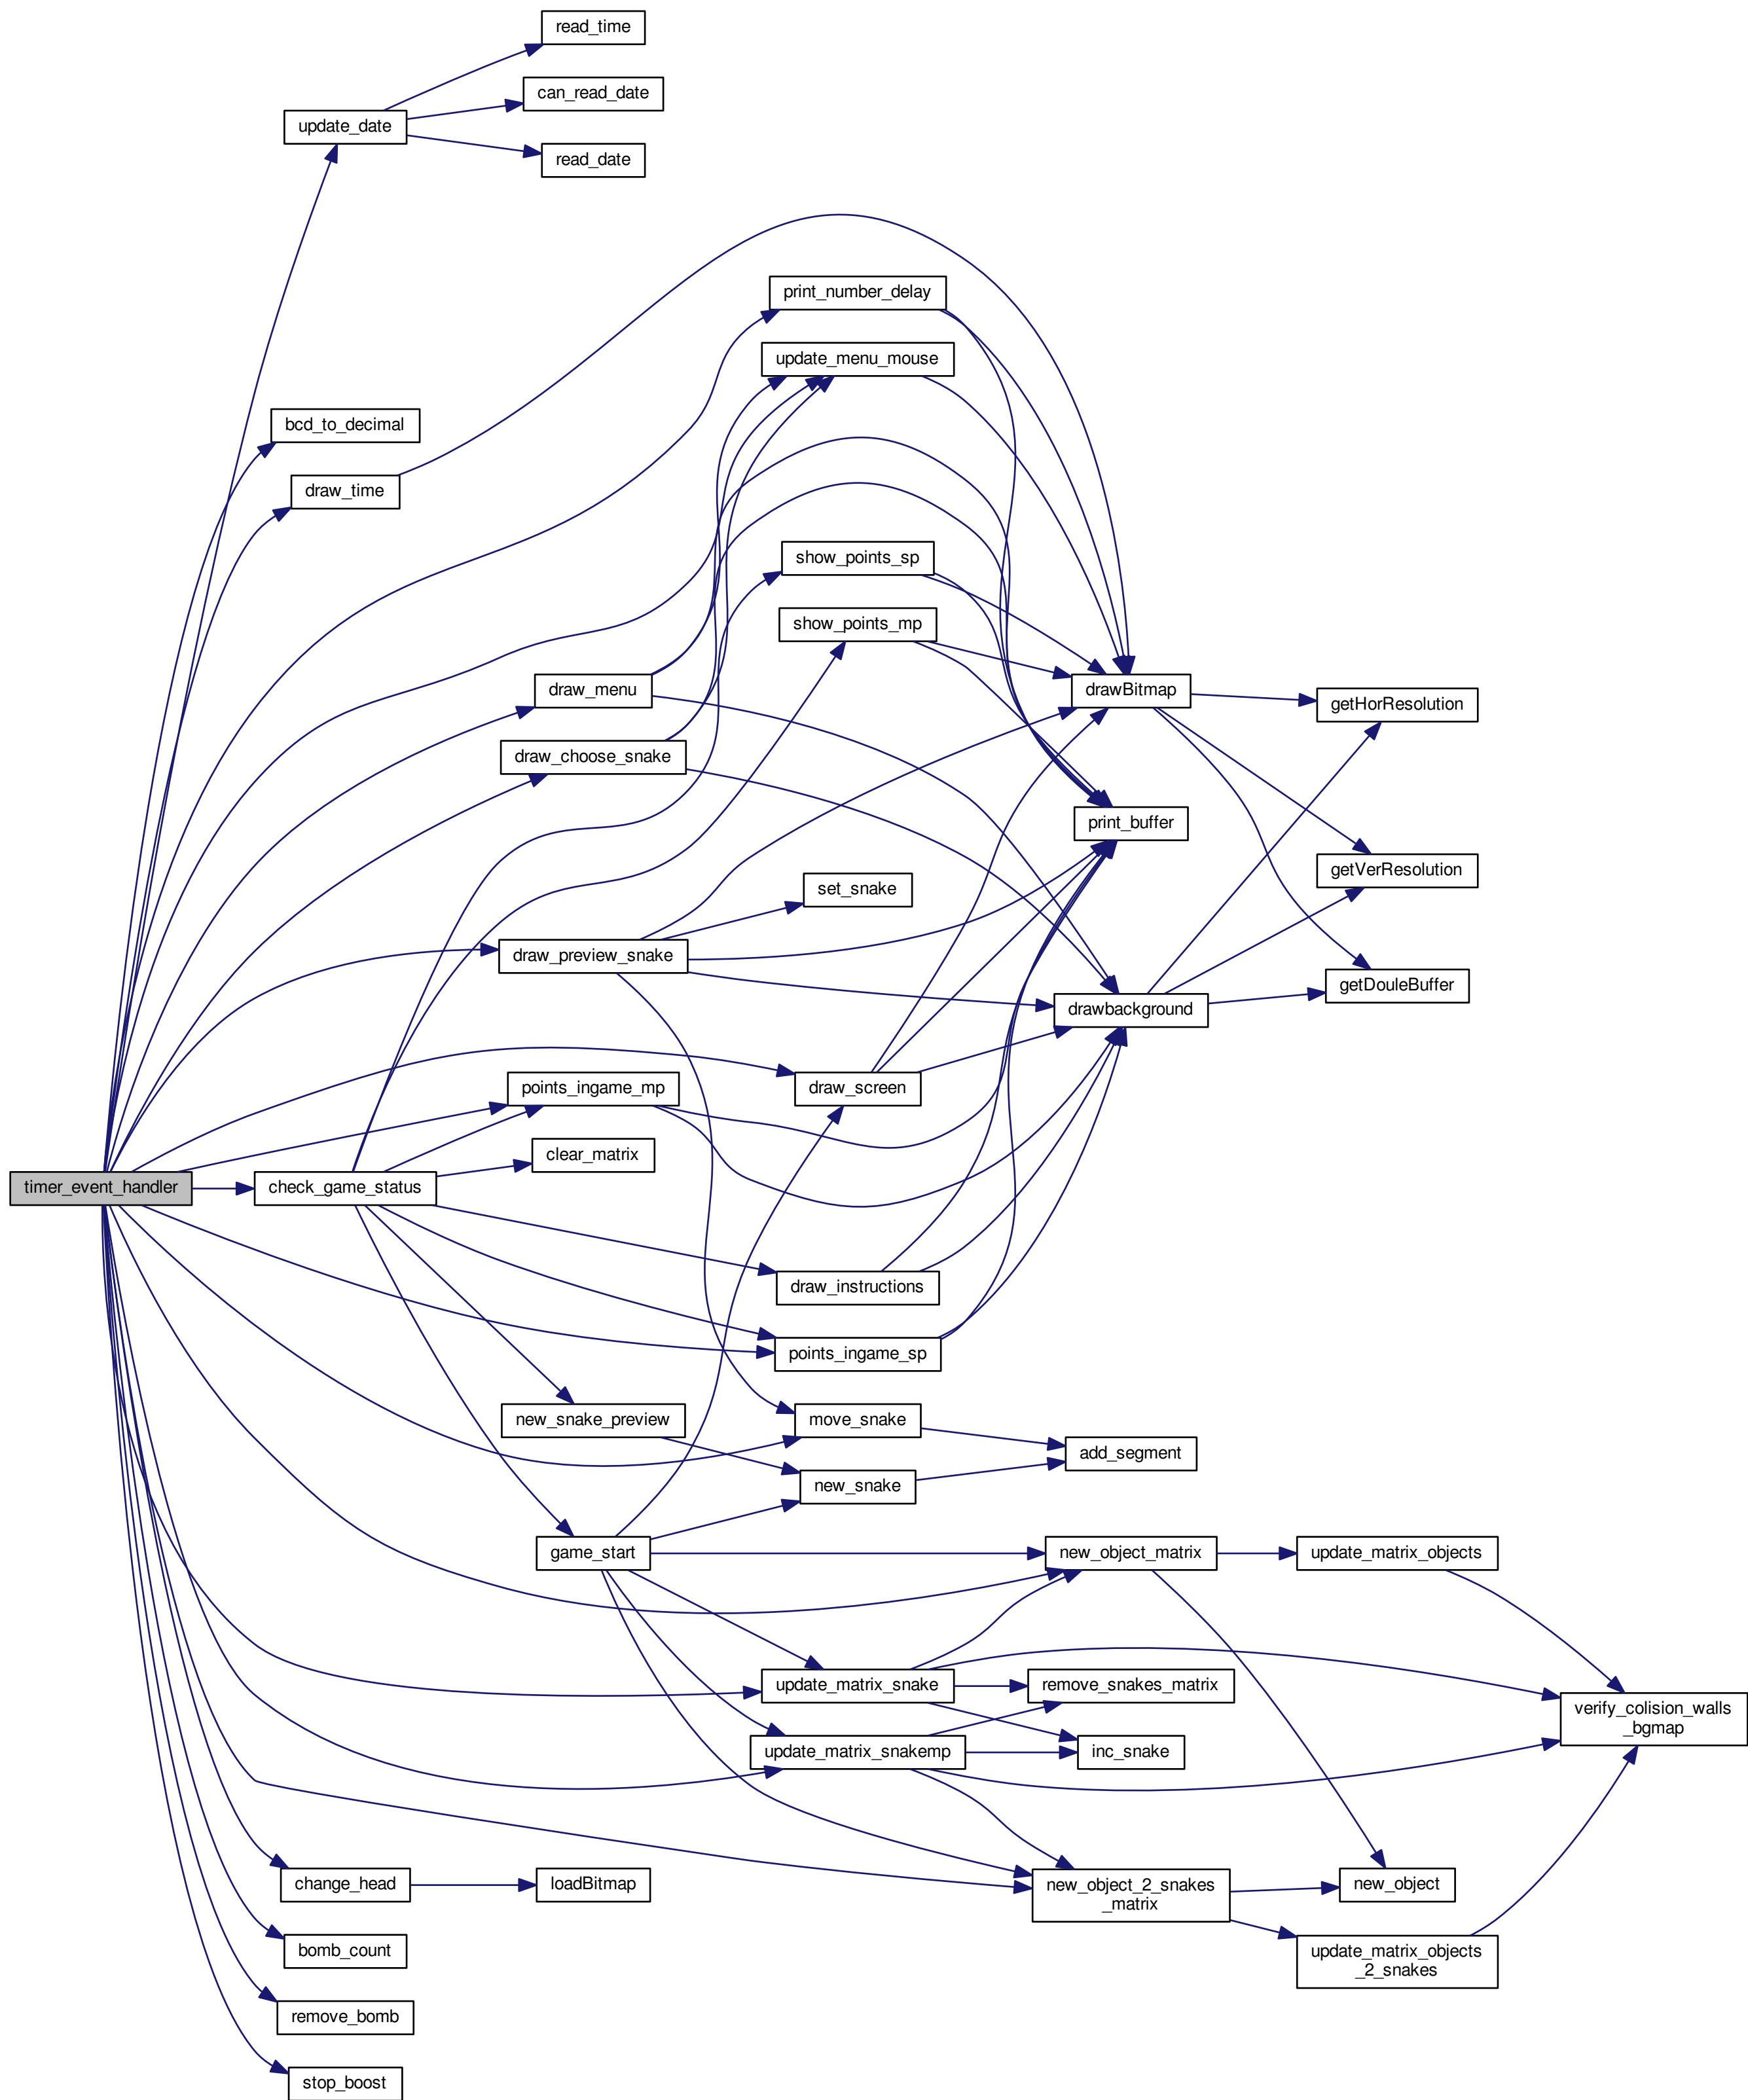 read_time
can_read_date
update_date
read_date
print_number_delay
update_menu_mouse
bcd_to_decimal
draw_time
show_points_sp
show_points_mp
draw_menu
drawBitmap
getHorResolution
draw_choose_snake
print_buffer
getVerResolution
set_snake
draw_preview_snake
getDouleBuffer
drawbackground
draw_screen
points_ingame_mp
clear_matrix
timer_event_handler
check_game_status
draw_instructions
points_ingame_sp
new_snake_preview
move_snake
add_segment
new_snake
game_start
new_object_matrix
update_matrix_objects
update_matrix_snake
remove_snakes_matrix
verify_colision_walls
_bgmap
update_matrix_snakemp
inc_snake
change_head
loadBitmap
new_object_2_snakes
_matrix
new_object
bomb_count
update_matrix_objects
_2_snakes
remove_bomb
stop_boost